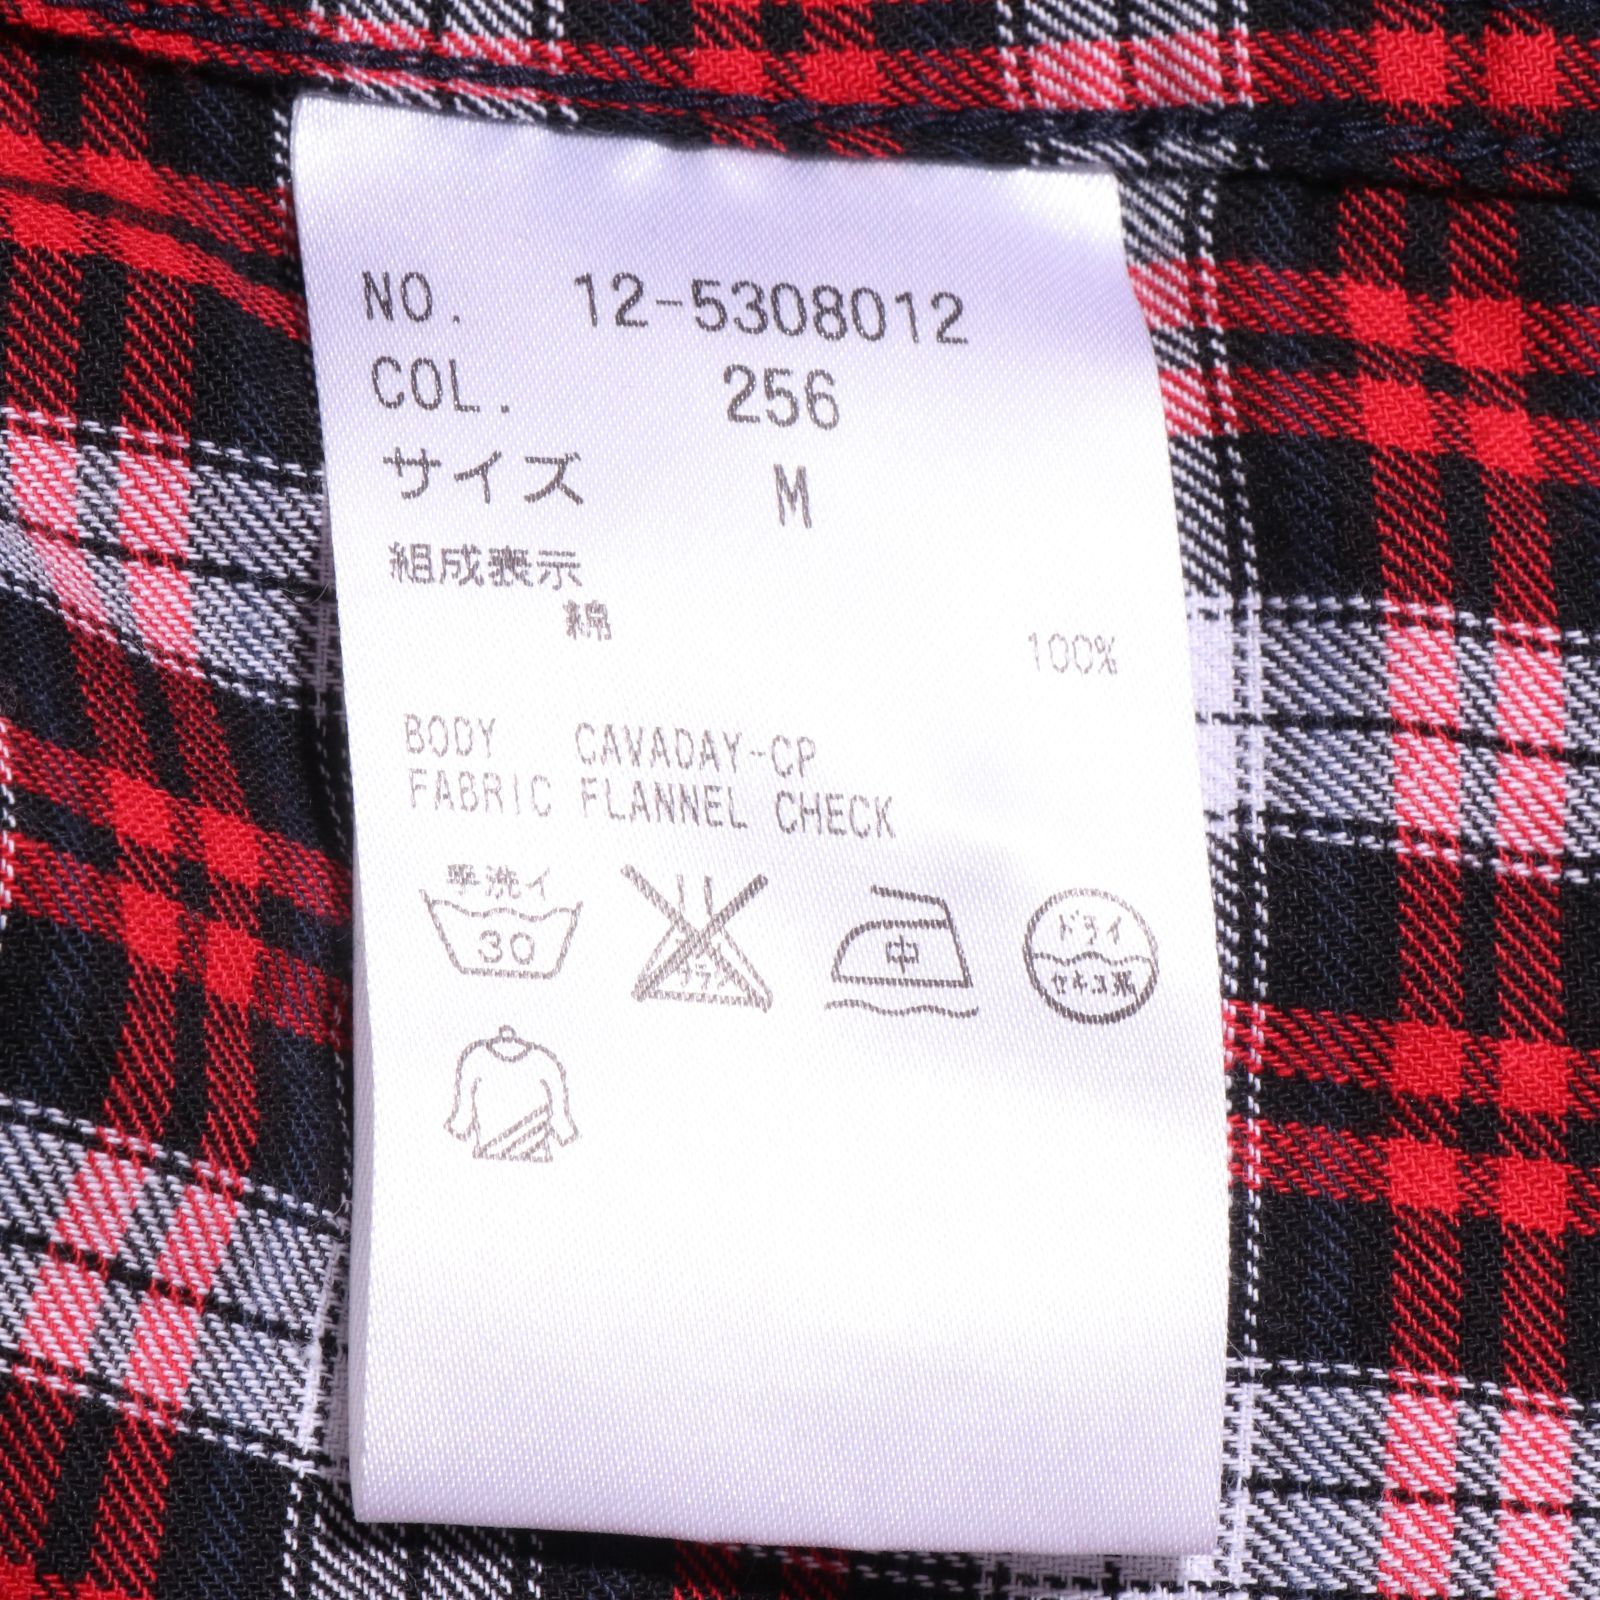 NO. 12-5308012
COL. 256
サイズ M
組成表示
綿 100%
BODY CAVADAY-CP
FABRIC FLANNEL CHECK
手洗イ
30
中
ドライ
セキユ系